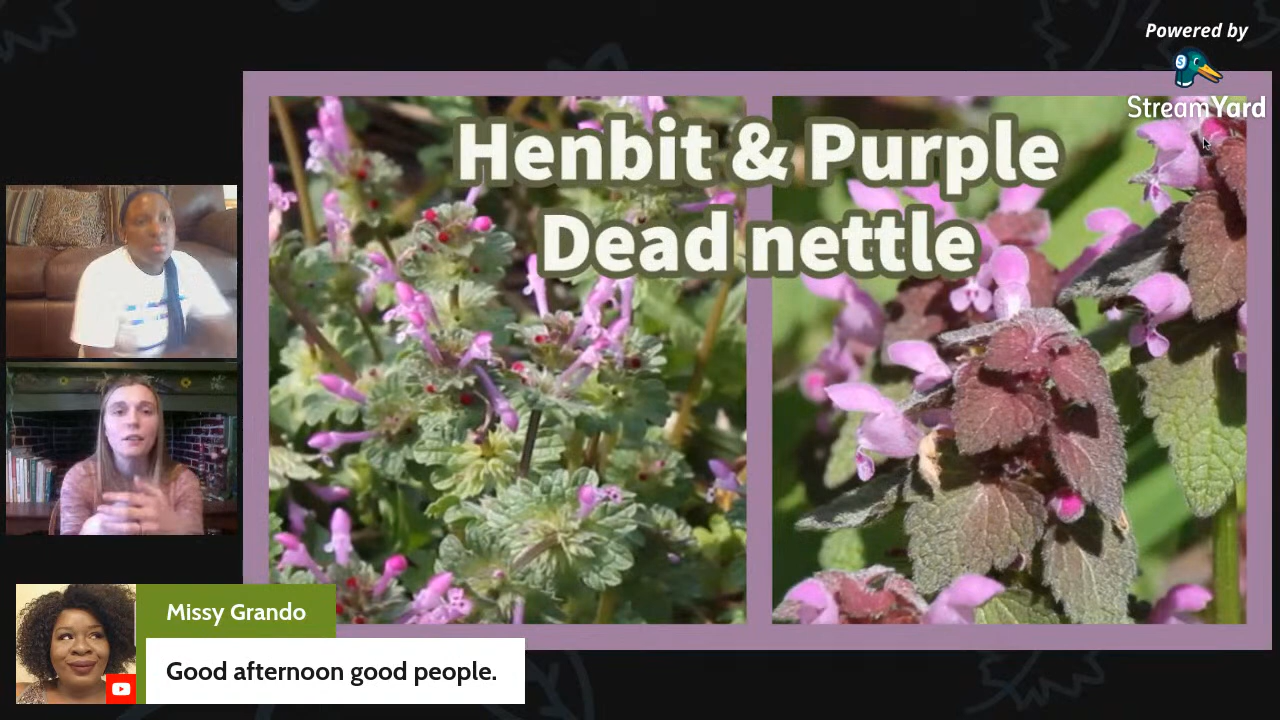 Powered by
StreamYard
Henbit & Purple
Dead nettle
Missy Grando
Good afternoon good people.